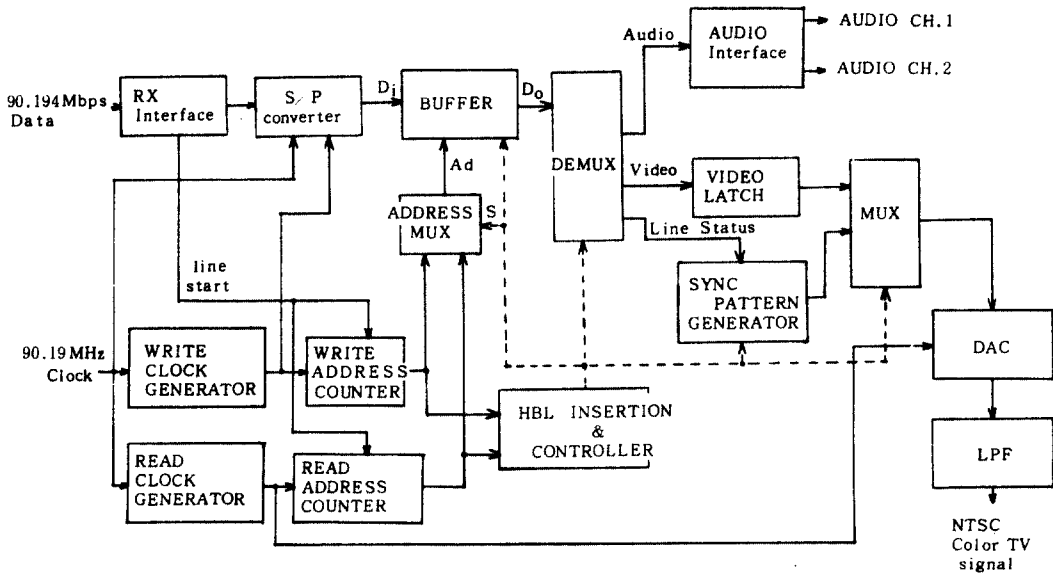 AUDIO CH.1
Audio
AUDIO
Interface
AUDIO CH.2
90.194Mbps
Data
RX
Interface
S/P
converter
Di
BUFFER
Do
DEMUX
Ad
Video
VIDEO
LATCH
MUX
ADDRESS
MUX
S
Line Status
line
start
SYNC
PATTERN
GENERATOR
90.19MHz
Clock
WRITE
CLOCK
GENERATOR
WRITE
ADDRESS
COUNTER
DAC
HBL INSERTION
&
CONTROLLER
READ
CLOCK
GENERATOR
READ
ADDRESS
COUNTER
LPF
NTSC
Color TV
signal